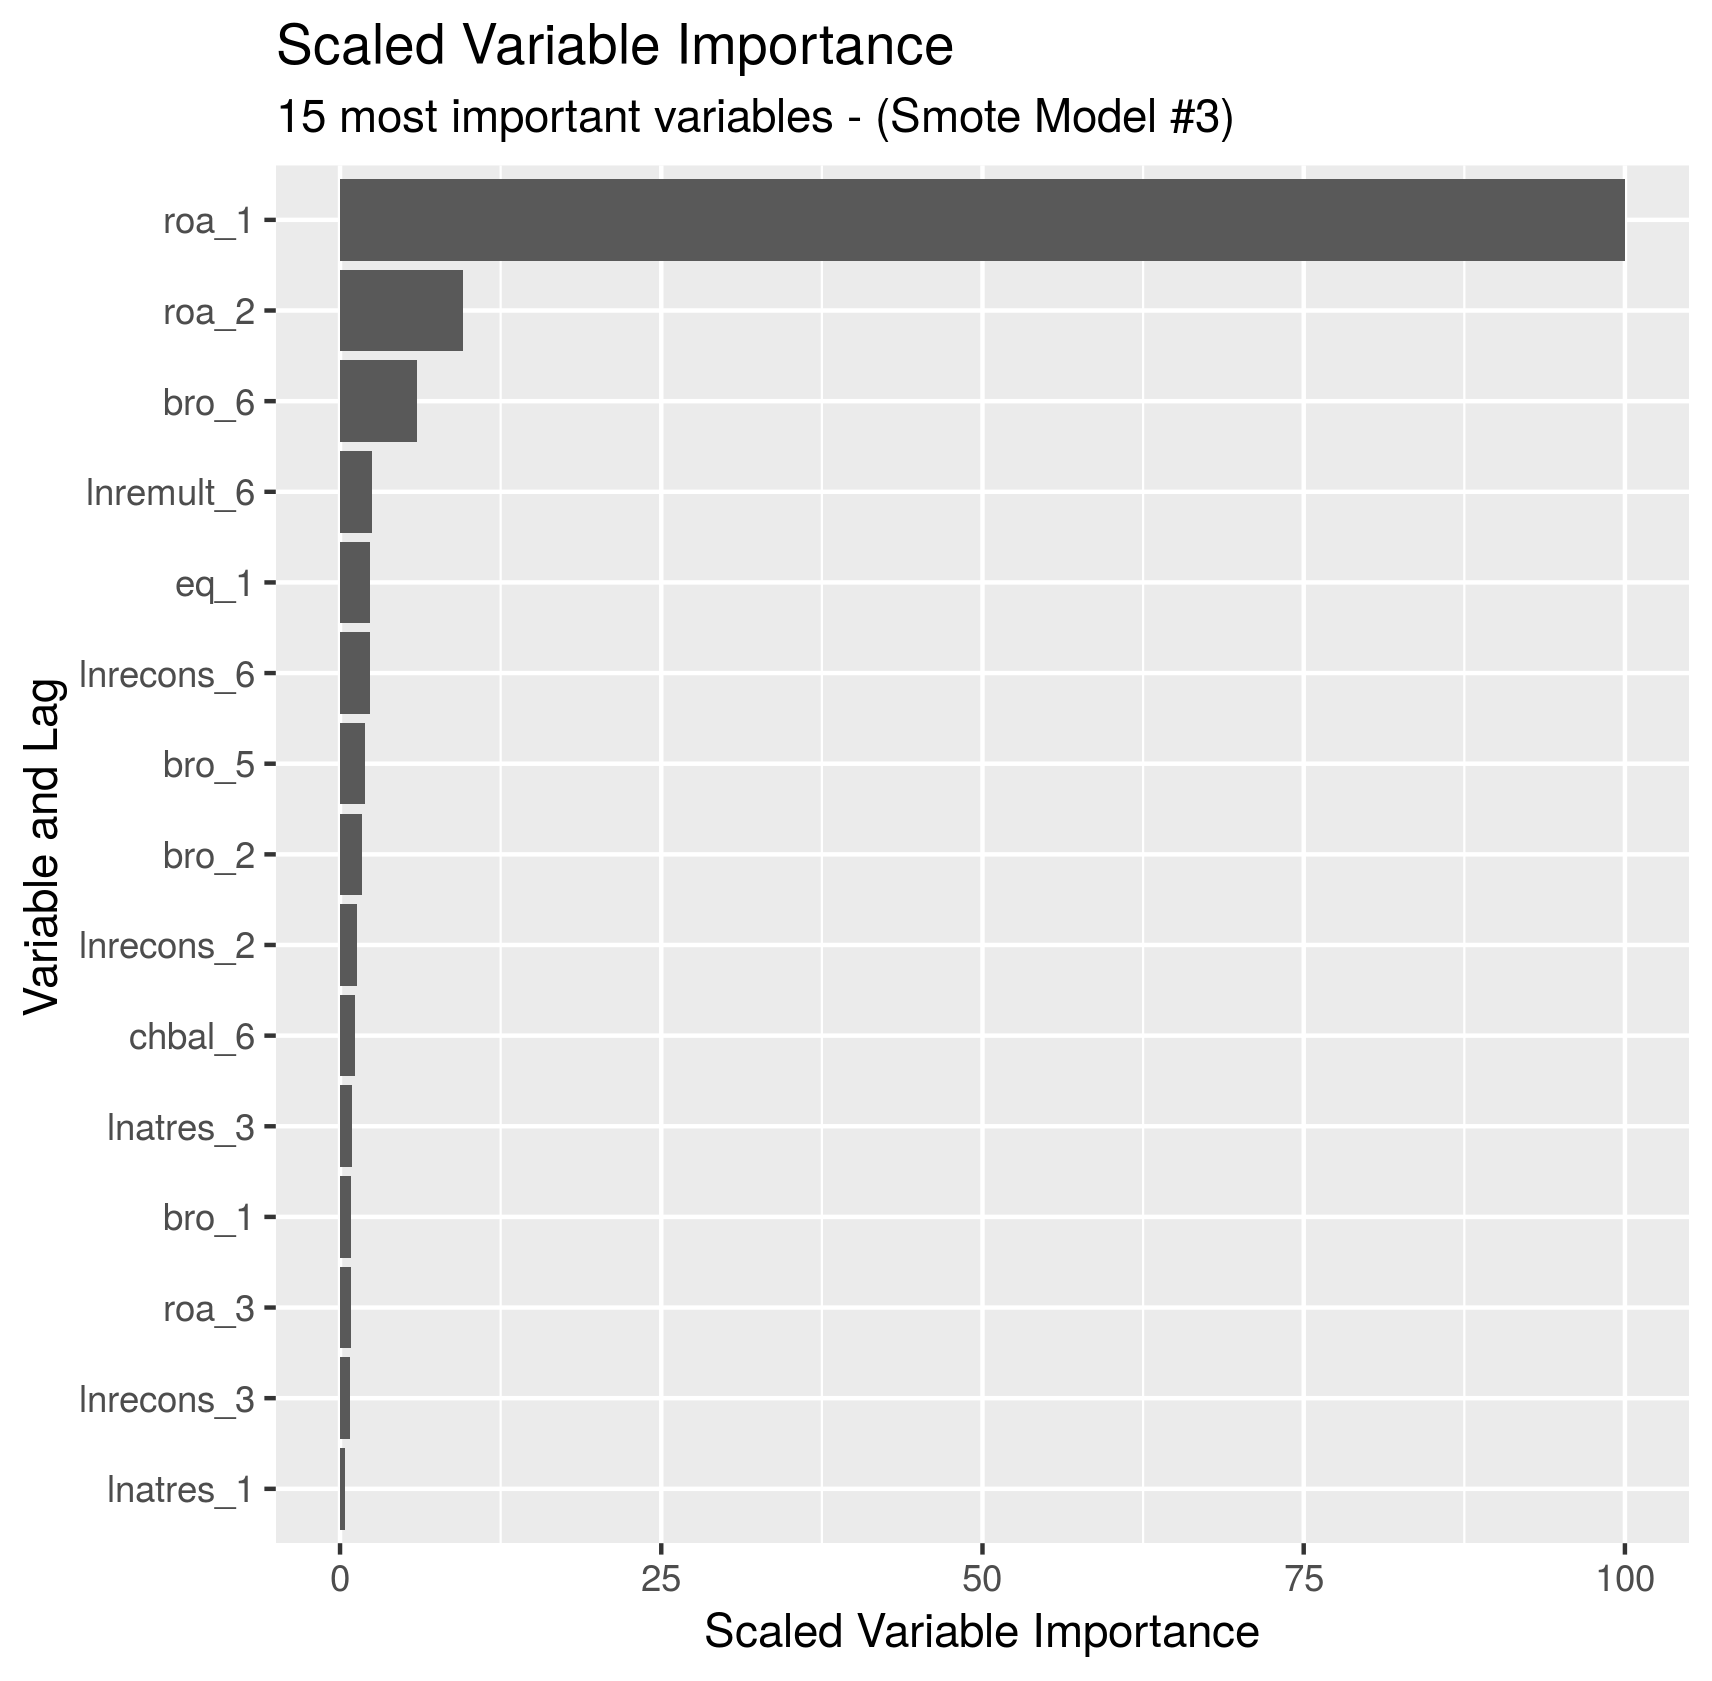 Scaled Variable Importance
15 most important variables - (Smote Model #3)
roa_1
roa_2
bro_6
lnremult_6
eq_1
lnrecons_6
bro_5
bro_2
lnrecons_2
chbal_6
lnatres_3
bro_1
roa_3
lnrecons_3
lnatres_1
Variable and Lag
0 25 50 75 100
Scaled Variable Importance